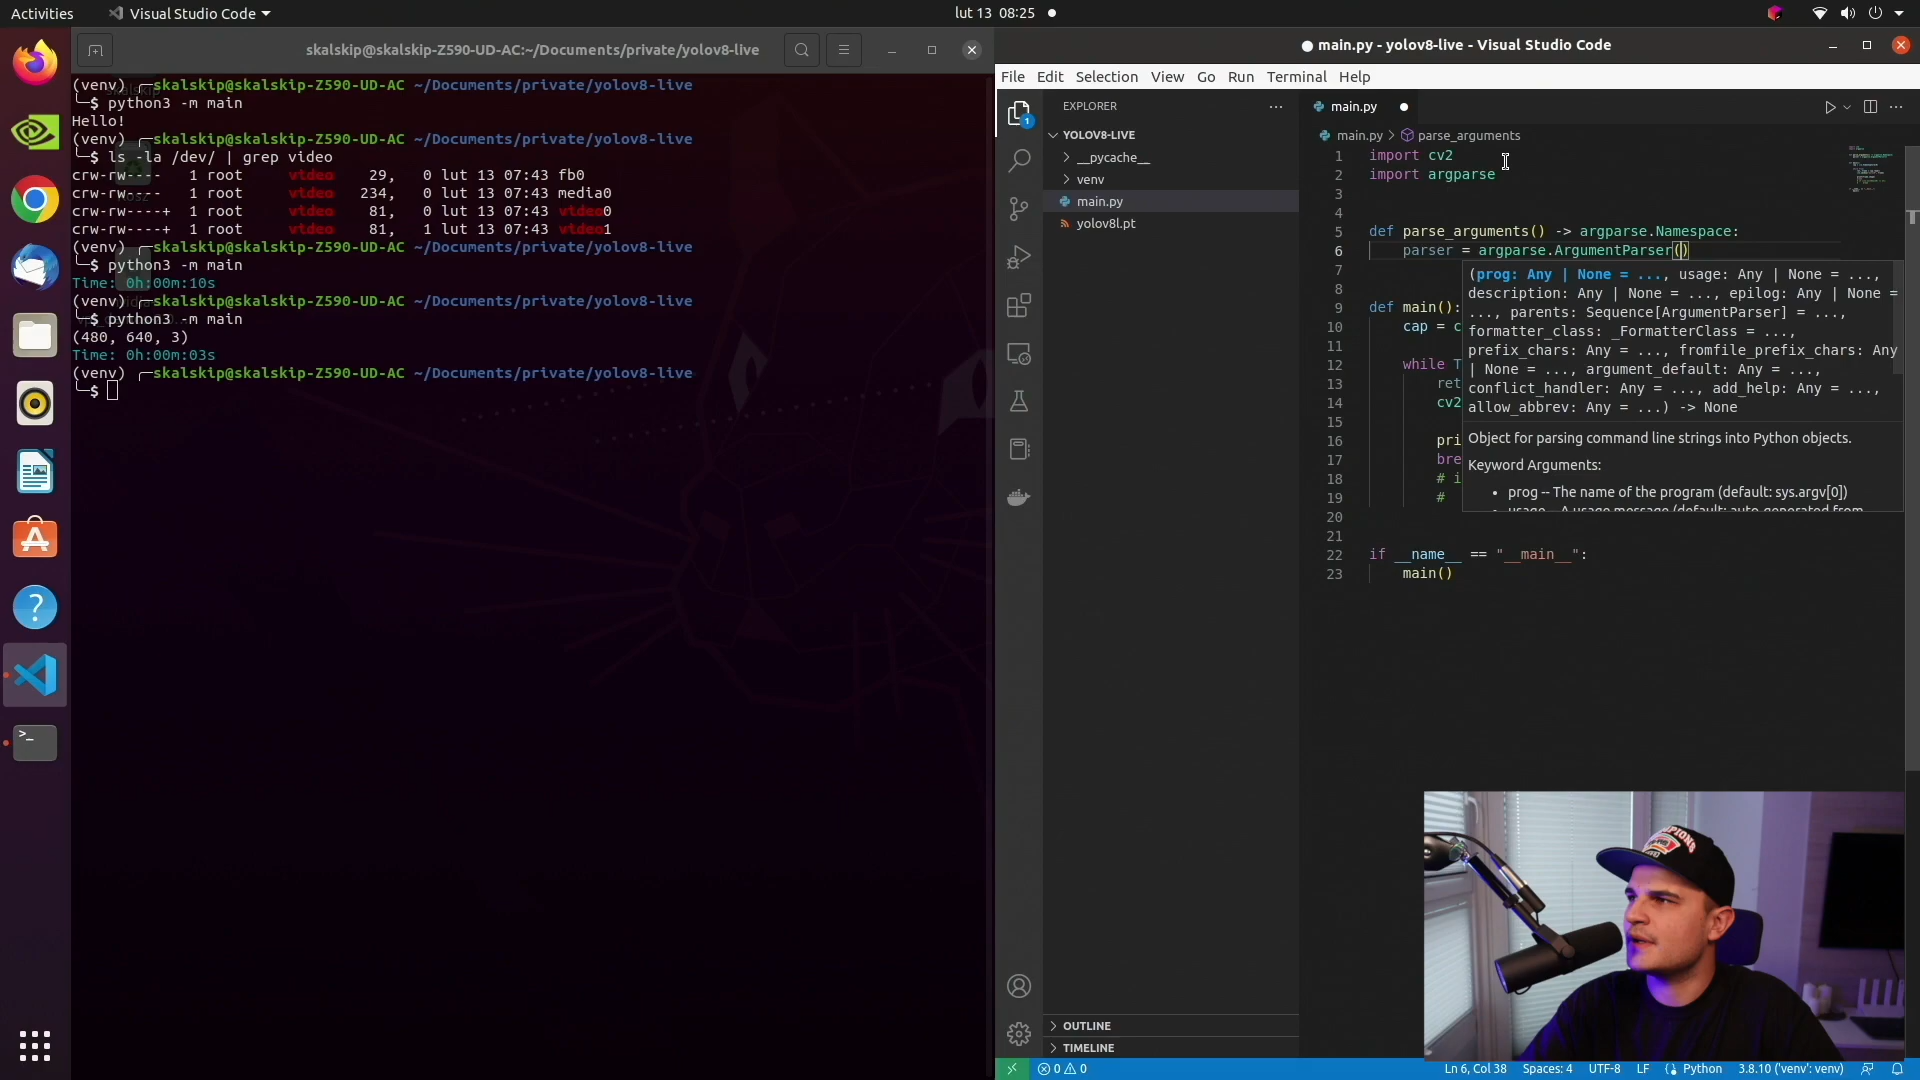 Activities
Visual Studio Code
lut 13 08:25
skalskip@skalskip-Z590-UD-AC:~/Documents/private/yolov8-live
(venv) ╭─skalskip@skalskip-Z590-UD-AC ~/Documents/private/yolov8-live
╰─$ python3 -m main
Hello!
(venv) ╭─skalskip@skalskip-Z590-UD-AC ~/Documents/private/yolov8-live
╰─$ ls -la /dev/ | grep video
crw-rw---- 1 root video 29, 0 lut 13 07:43 fb0
crw-rw---- 1 root video 234, 0 lut 13 07:43 media0
crw-rw----+ 1 root video 81, 0 lut 13 07:43 video0
crw-rw----+ 1 root video 81, 1 lut 13 07:43 video1
(venv) ╭─skalskip@skalskip-Z590-UD-AC ~/Documents/private/yolov8-live
╰─$ python3 -m main
Time: 0h:00m:10s
(venv) ╭─skalskip@skalskip-Z590-UD-AC ~/Documents/private/yolov8-live
╰─$ python3 -m main
(480, 640, 3)
Time: 0h:00m:03s
(venv) ╭─skalskip@skalskip-Z590-UD-AC ~/Documents/private/yolov8-live
╰─$
main.py - yolov8-live - Visual Studio Code
File Edit Selection View Go Run Terminal Help
EXPLORER
YOLOV8-LIVE
__pycache__
venv
main.py
yolov8l.pt
OUTLINE
TIMELINE
1
main.py
main.py > parse_arguments
1 import cv2
2 import argparse
3
4
5 def parse_arguments() -> argparse.Namespace:
6 parser = argparse.ArgumentParser()
7
8
9 def main():
10 cap = c
11
12 while T
13 ret
14 cv2
15
16 pri
17 bre
18 # i
19 #
20
21
22 if __name__ == "__main__":
23 main()
(prog: Any | None = ..., usage: Any | None = ...,
description: Any | None = ..., epilog: Any | None =
..., parents: Sequence[ArgumentParser] = ...,
formatter_class: _FormatterClass = ...,
prefix_chars: Any = ..., fromfile_prefix_chars: Any
| None = ..., argument_default: Any = ...,
conflict_handler: Any = ..., add_help: Any = ...,
allow_abbrev: Any = ...) -> None
Object for parsing command line strings into Python objects.
Keyword Arguments:
• prog -- The name of the program (default: sys.argv[0])
• usage -- A usage message (default: auto-generated from
0 0
Ln 6, Col 38 Spaces: 4 UTF-8 LF Python 3.8.10 ('venv': venv)